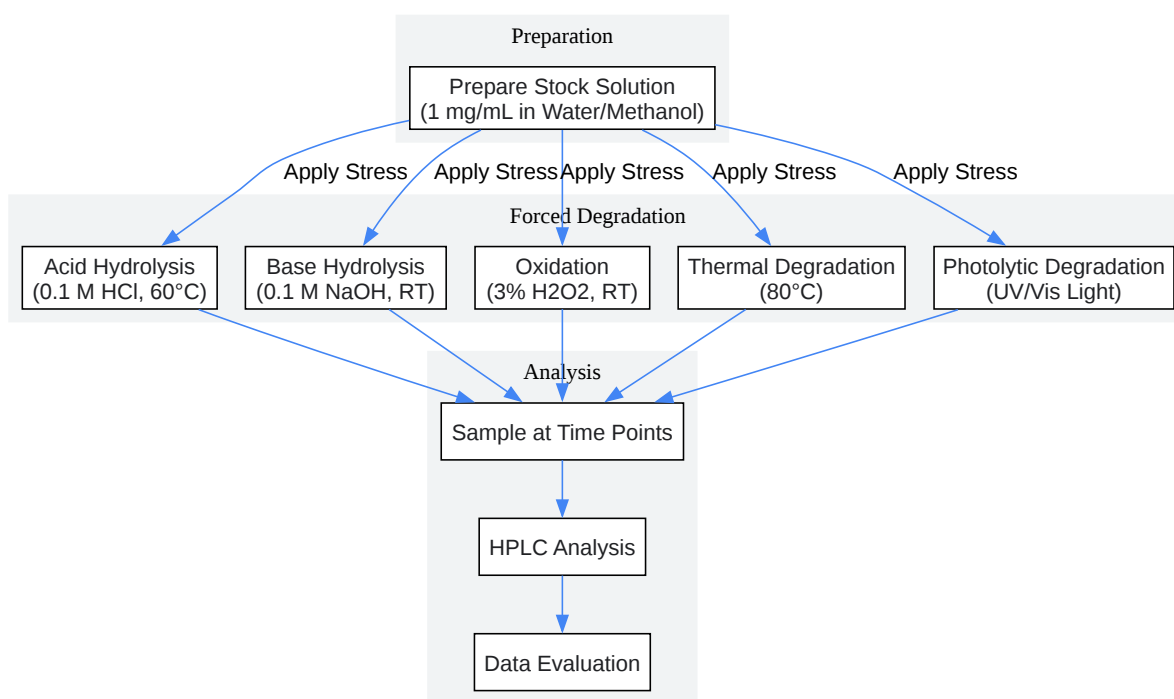 Preparation
Prepare Stock Solution
(1 mg/mL in Water/Methanol)
Apply Stress
Apply Stress
Apply Stress
Apply Stress
Apply Stress
Forced Degradation
Acid Hydrolysis
(0.1 M HCl, 60°C)
Base Hydrolysis
(0.1 M NaOH, RT)
Oxidation
(3% H2O2, RT)
Thermal Degradation
(80°C)
Photolytic Degradation
(UV/Vis Light)
Analysis
Sample at Time Points
HPLC Analysis
Data Evaluation